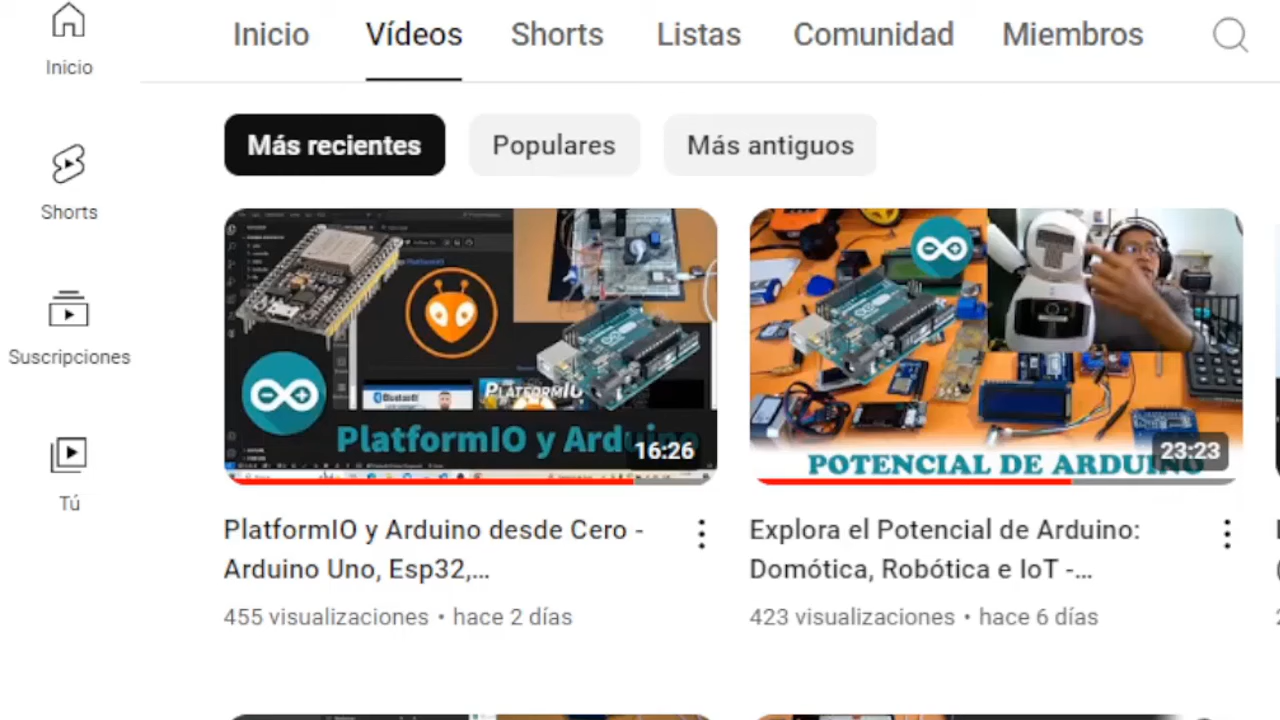 Inicio
Vídeos
Shorts
Listas
Comunidad
Miembros
Inicio
Shorts
Suscripciones
Tú
Más recientes
Populares
Más antiguos
PLATFORMIO
PlatformIO y Arduino
16:26
POTENCIAL DE ARDUINO
23:23
PlatformIO y Arduino desde Cero -
Arduino Uno, Esp32,...
455 visualizaciones • hace 2 días
Explora el Potencial de Arduino:
Domótica, Robótica e IoT -...
423 visualizaciones • hace 6 días